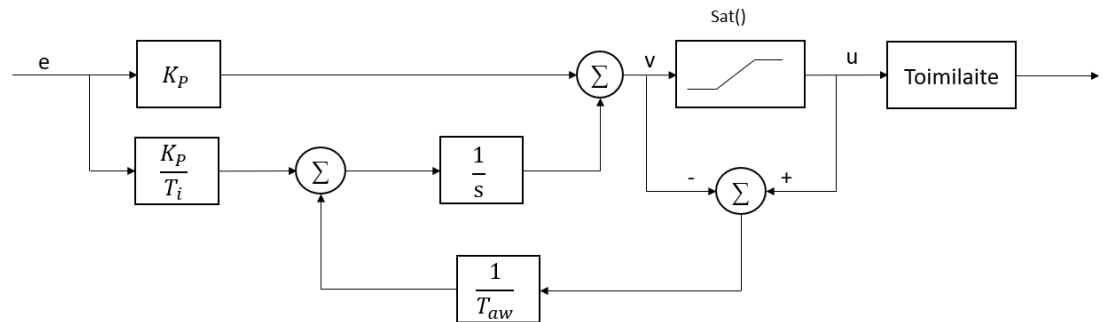 Sat()
e
K_P
Σ
v
u
Toimilaite
K_P
T_i
Σ
1
s
-
Σ
+
1
T_aw